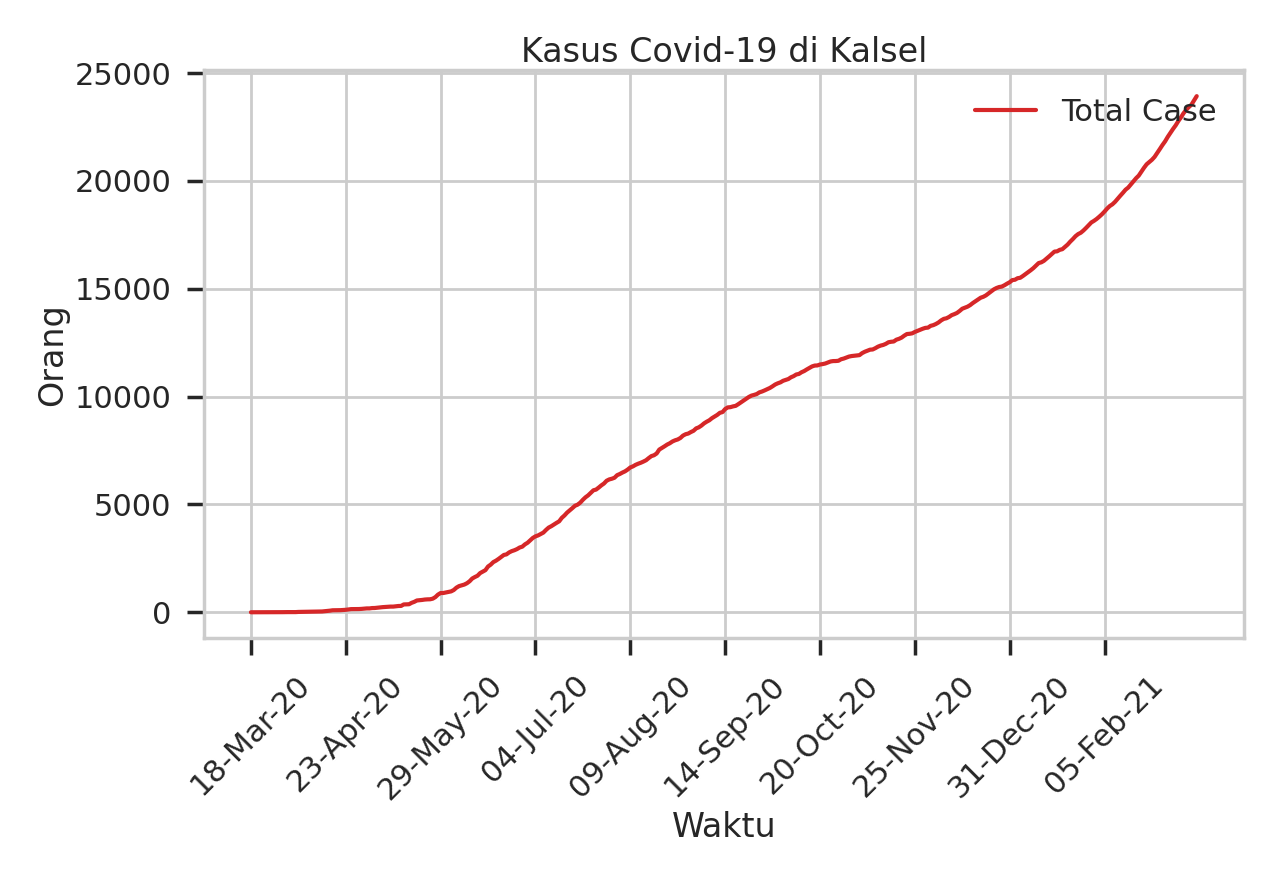 Kasus Covid-19 di Kalsel
Total Case
25000
20000
15000
10000
5000
0
Orang
18-Mar-20
23-Apr-20
29-May-20
04-Jul-20
09-Aug-20
14-Sep-20
20-Oct-20
25-Nov-20
31-Dec-20
05-Feb-21
Waktu